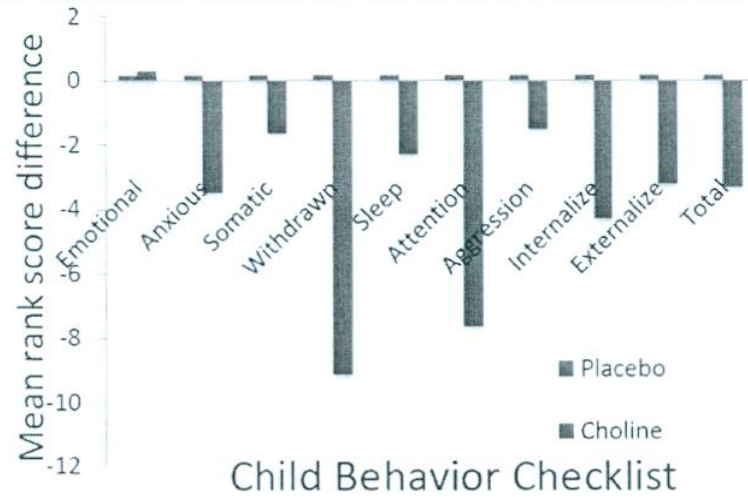 Mean rank score difference
2
0
-2
-4
-6
-8
-10
-12
Emotional
Anxious
Somatic
Withdrawn
Sleep
Attention
Aggression
Internalize
Externalize
Total
Placebo
Choline
Child Behavior Checklist